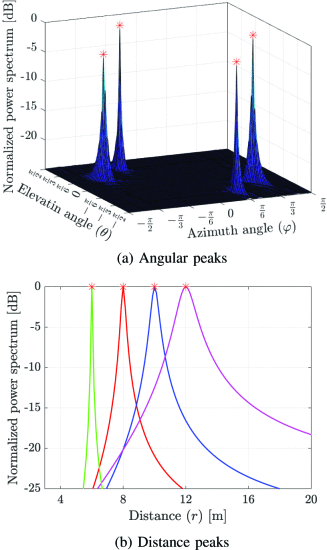 0
-5
-10
-15
-20
Normalized power spectrum [dB]
Elevatin angle (θ)
0
-π/2
-π/3
-π/6
0
π/6
π/3
π/2
Azimuth angle (φ)
(a) Angular peaks
0
-5
-10
-15
-20
-25
Normalized power spectrum [dB]
4 8 12 16 20
Distance (r) [m]
(b) Distance peaks